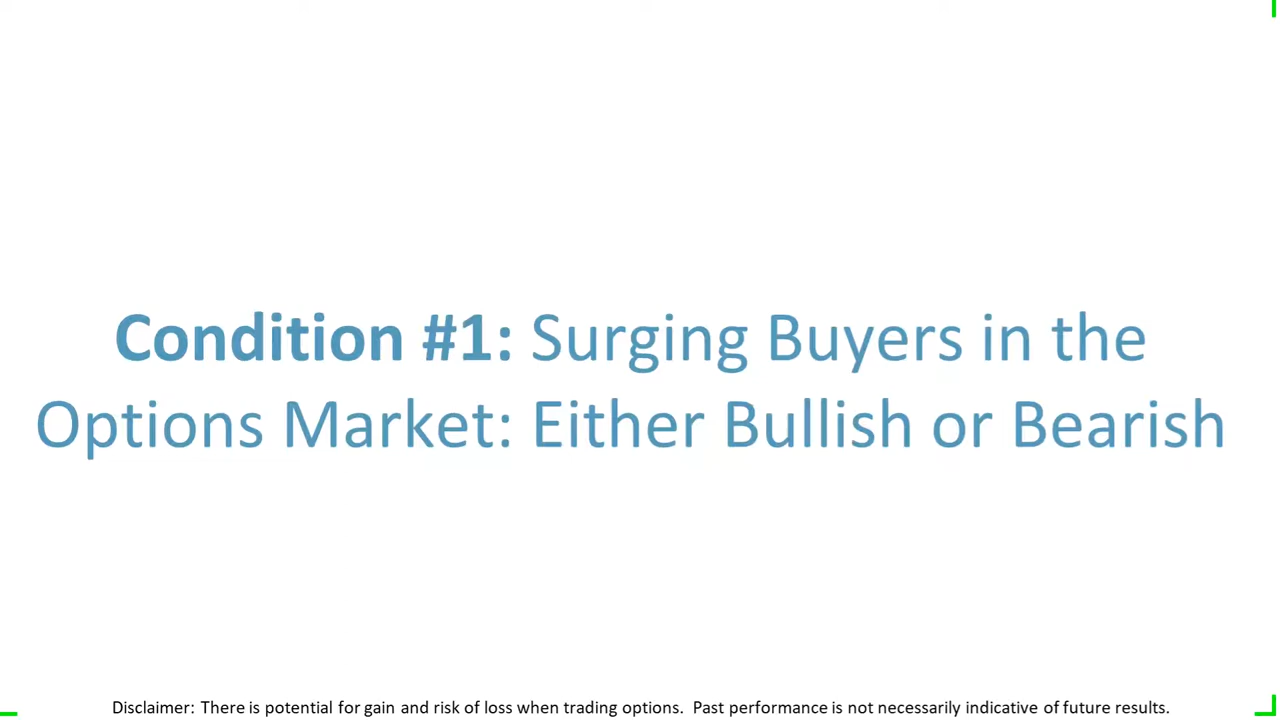 Condition #1: Surging Buyers in the
Options Market: Either Bullish or Bearish
Disclaimer: There is potential for gain and risk of loss when trading options.  Past performance is not necessarily indicative of future results.